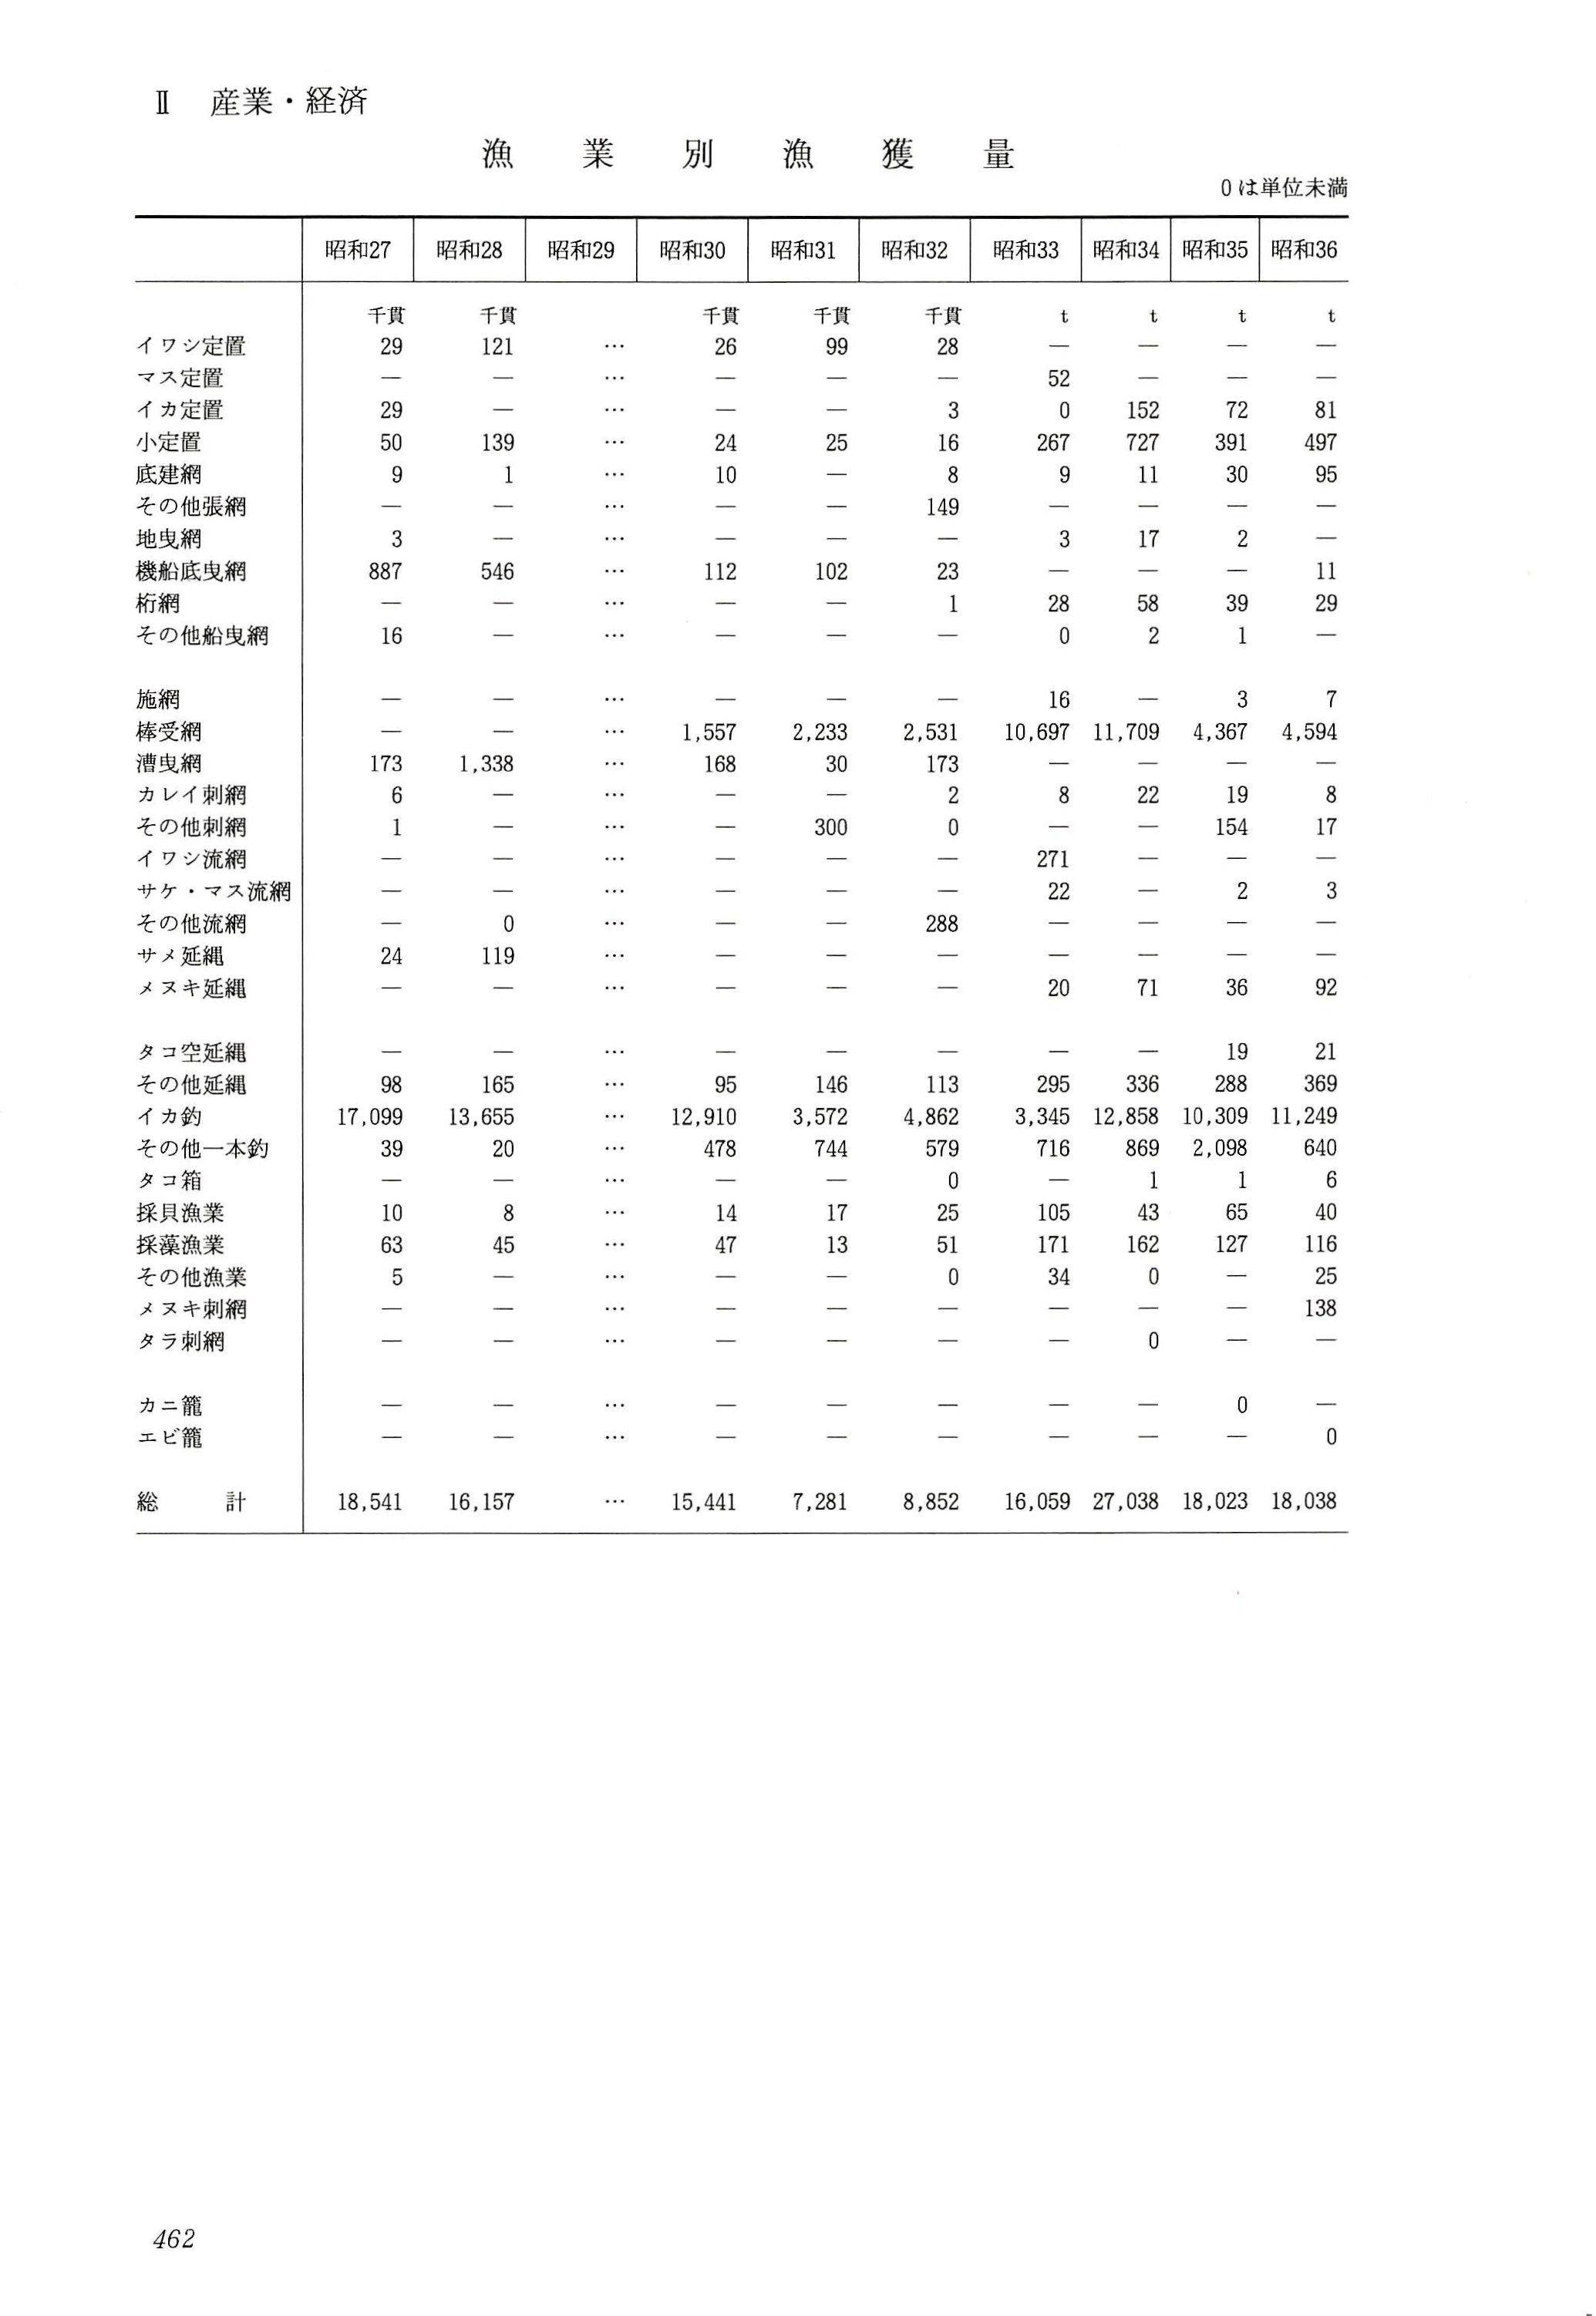 Ⅱ 産業・経済
漁業別漁獲量
0は単位未満
昭和27 昭和28 昭和29 昭和30 昭和31 昭和32 昭和33 昭和34 昭和35 昭和36
千貫 千貫 千貫 千貫 千貫 t t t t
イワシ定置 29 121 … 26 99 28 — — — —
マス定置 — — … — — — 52 — — —
イカ定置 29 — … — — 3 0 152 72 81
小定置 50 139 … 24 25 16 267 727 391 497
底建網 9 1 … 10 — 8 9 11 30 95
その他張網 — — … — — 149 — — — —
地曳網 3 — … — — — 3 17 2 —
機船底曳網 887 546 … 112 102 23 — — — 11
桁網 — — … — — 1 28 58 39 29
その他船曳網 16 — … — — — 0 2 1 —
施網 — — … — — — 16 — 3 7
棒受網 — — … 1,557 2,233 2,531 10,697 11,709 4,367 4,594
漕曳網 173 1,338 … 168 30 173 — — — —
カレイ刺網 6 — … — — 2 8 22 19 8
その他刺網 1 — … — 300 0 — — 154 17
イワシ流網 — — … — — — 271 — — —
サケ・マス流網 — — … — — — 22 — 2 3
その他流網 — 0 … — — 288 — — — —
サメ延縄 24 119 … — — — — — — —
メヌキ延縄 — — … — — — 20 71 36 92
タコ空延縄 — — … — — — — — 19 21
その他延縄 98 165 … 95 146 113 295 336 288 369
イカ釣 17,099 13,655 … 12,910 3,572 4,862 3,345 12,858 10,309 11,249
その他一本釣 39 20 … 478 744 579 716 869 2,098 640
タコ箱 — — … — — 0 — 1 1 6
採貝漁業 10 8 … 14 17 25 105 43 65 40
採藻漁業 63 45 … 47 13 51 171 162 127 116
その他漁業 5 — … — — 0 34 0 — 25
メヌキ刺網 — — … — — — — — — 138
タラ刺網 — — … — — — — 0 — —
カニ籠 — — … — — — — — 0 —
エビ籠 — — … — — — — — — 0
総計 18,541 16,157 … 15,441 7,281 8,852 16,059 27,038 18,023 18,038
462